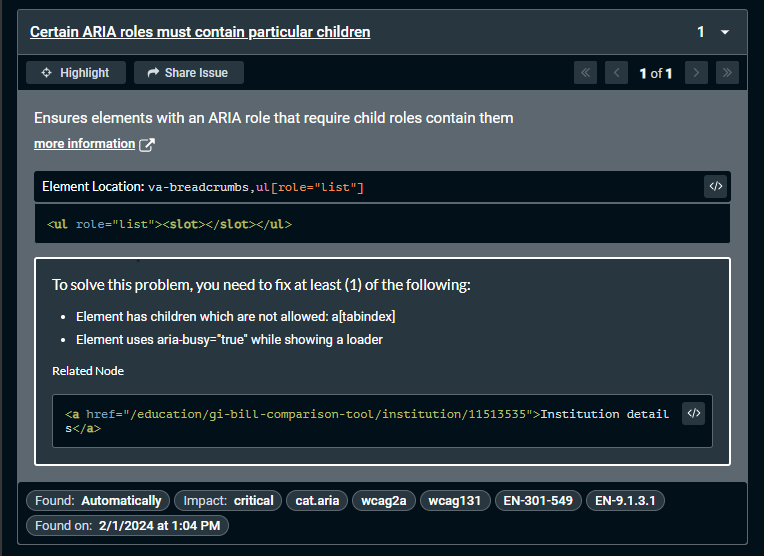 Certain ARIA roles must contain particular children 1
Highlight Share Issue 1 of 1
Ensures elements with an ARIA role that require child roles contain them
more information
Element Location: va-breadcrumbs,ul[role="list"] </>
<ul role="list"><slot></slot></ul>
To solve this problem, you need to fix at least (1) of the following:
• Element has children which are not allowed: a[tabindex]
• Element uses aria-busy="true" while showing a loader
Related Node
<a href="/education/gi-bill-comparison-tool/institution/11513535">Institution detail </>
s</a>
Found: Automatically Impact: critical cat.aria wcag2a wcag131 EN-301-549 EN-9.1.3.1
Found on: 2/1/2024 at 1:04 PM